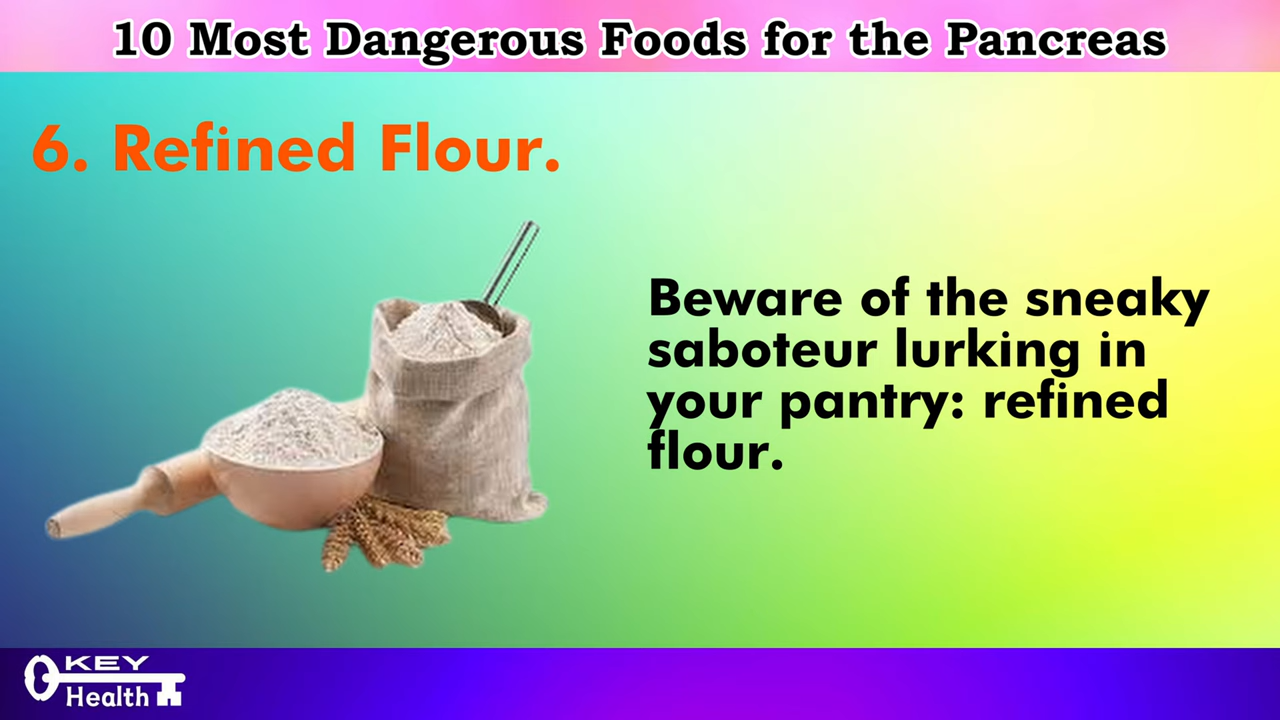 10 Most Dangerous Foods for the Pancreas
6. Refined Flour.
Beware of the sneaky
saboteur lurking in
your pantry: refined
flour.
KEY
Health